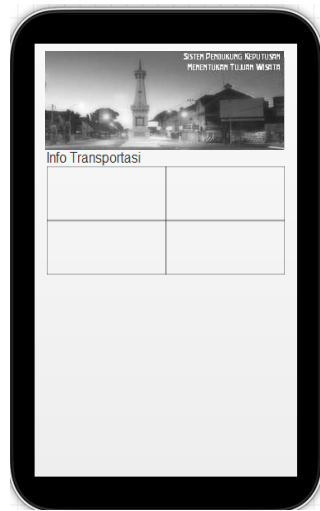 SISTEM PENDUKUNG KEPUTUSAN
MENENTUKAN TUJUAN WISATA
Info Transportasi